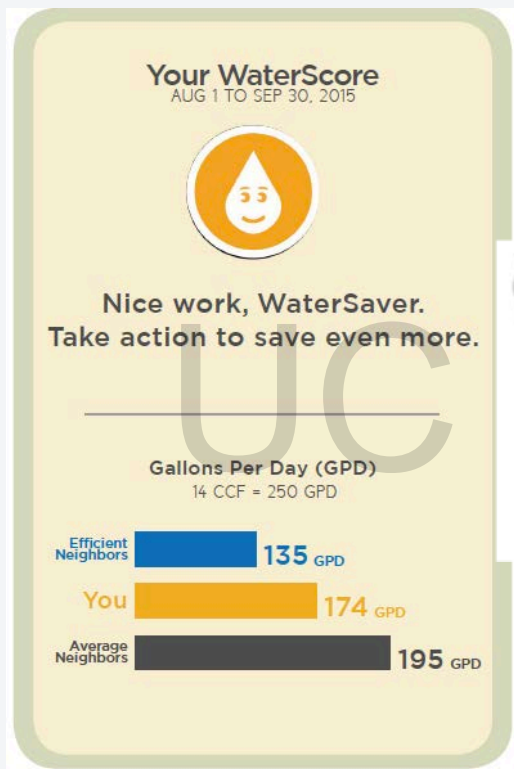 Your WaterScore
AUG 1 TO SEP 30, 2015
Nice work, WaterSaver.
Take action to save even more.
UC
Gallons Per Day (GPD)
14 CCF = 250 GPD
Efficient
Neighbors
135 GPD
You
174 GPD
Average
Neighbors
195 GPD